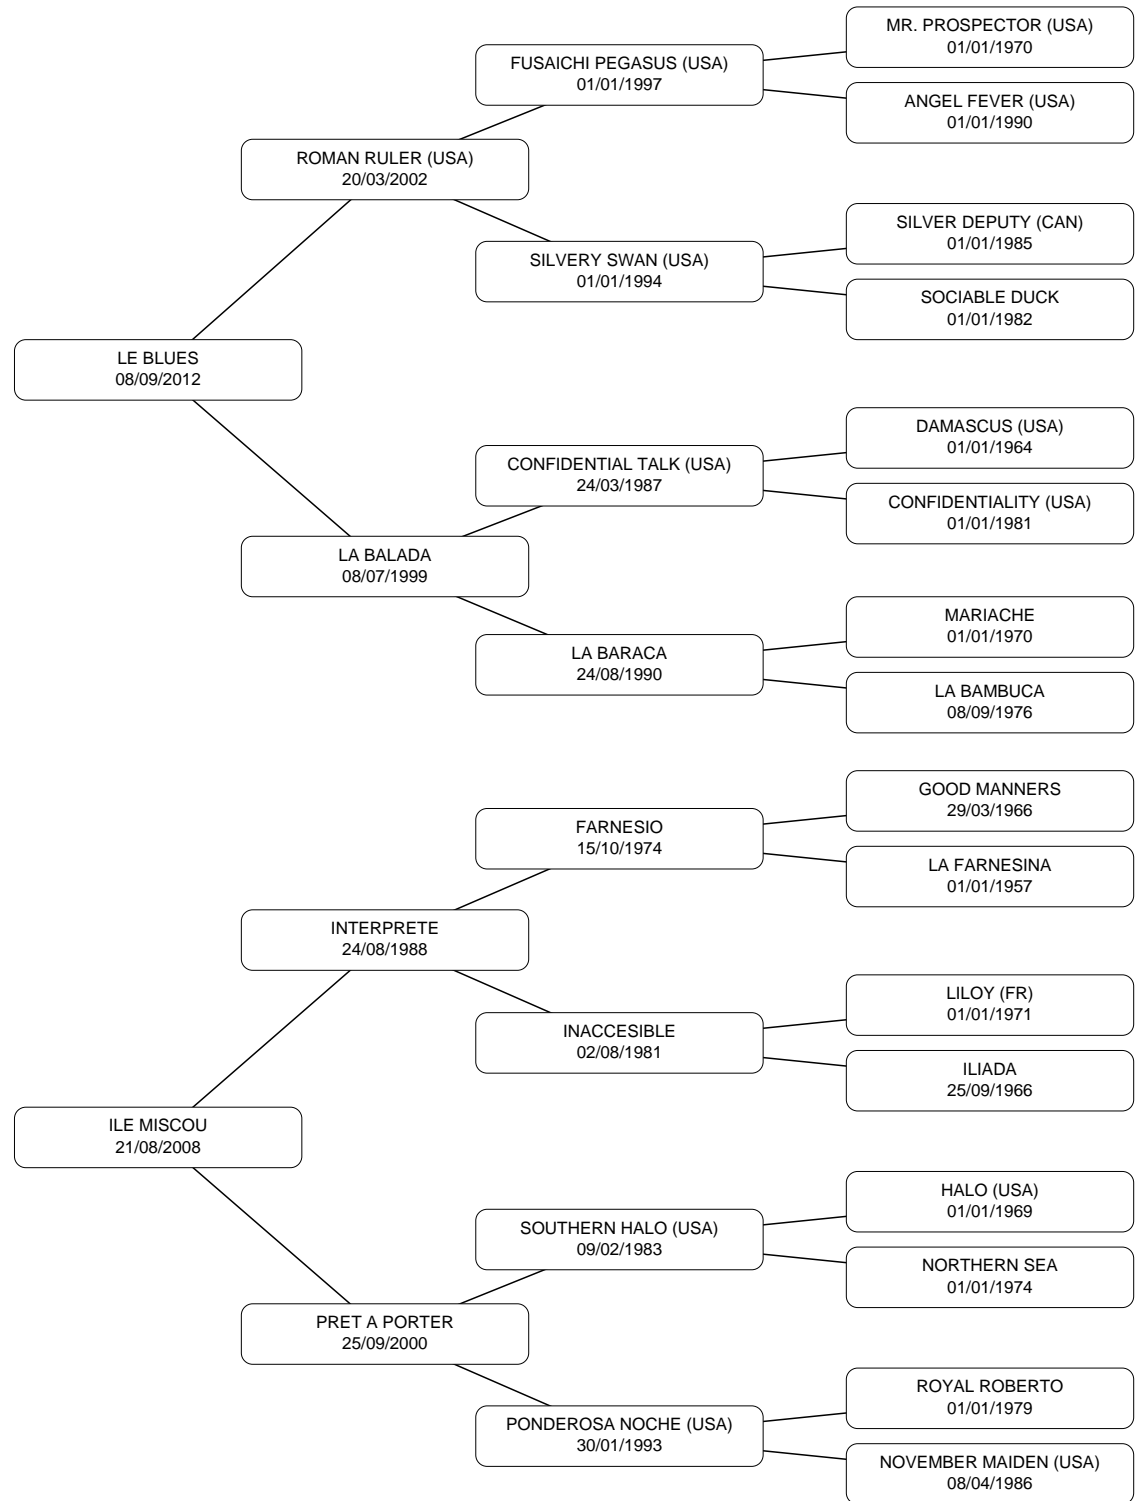 MR. PROSPECTOR (USA)
01/01/1970
FUSAICHI PEGASUS (USA)
01/01/1997
ANGEL FEVER (USA)
01/01/1990
ROMAN RULER (USA)
20/03/2002
SILVER DEPUTY (CAN)
01/01/1985
SILVERY SWAN (USA)
01/01/1994
SOCIABLE DUCK
01/01/1982
LE BLUES
08/09/2012
DAMASCUS (USA)
01/01/1964
CONFIDENTIAL TALK (USA)
24/03/1987
CONFIDENTIALITY (USA)
01/01/1981
LA BALADA
08/07/1999
MARIACHE
01/01/1970
LA BARACA
24/08/1990
LA BAMBUCA
08/09/1976
GOOD MANNERS
29/03/1966
FARNESIO
15/10/1974
LA FARNESINA
01/01/1957
INTERPRETE
24/08/1988
LILOY (FR)
01/01/1971
INACCESIBLE
02/08/1981
ILIADA
25/09/1966
ILE MISCOU
21/08/2008
HALO (USA)
01/01/1969
SOUTHERN HALO (USA)
09/02/1983
NORTHERN SEA
01/01/1974
PRET A PORTER
25/09/2000
ROYAL ROBERTO
01/01/1979
PONDEROSA NOCHE (USA)
30/01/1993
NOVEMBER MAIDEN (USA)
08/04/1986